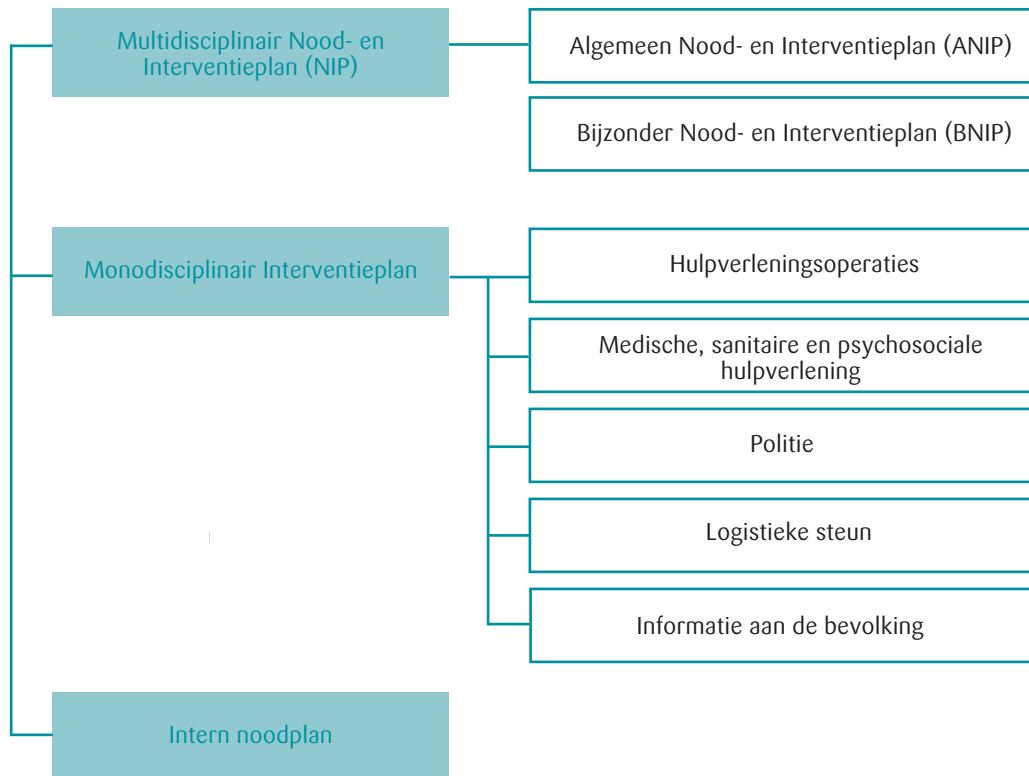 Multidisciplinair Nood- en
Interventieplan (NIP)
Algemeen Nood- en Interventieplan (ANIP)
Bijzonder Nood- en Interventieplan (BNIP)
Monodisciplinair Interventieplan
Hulpverleningsoperaties
Medische, sanitaire en psychosociale
hulpverlening
Politie
Logistieke steun
Informatie aan de bevolking
Intern noodplan